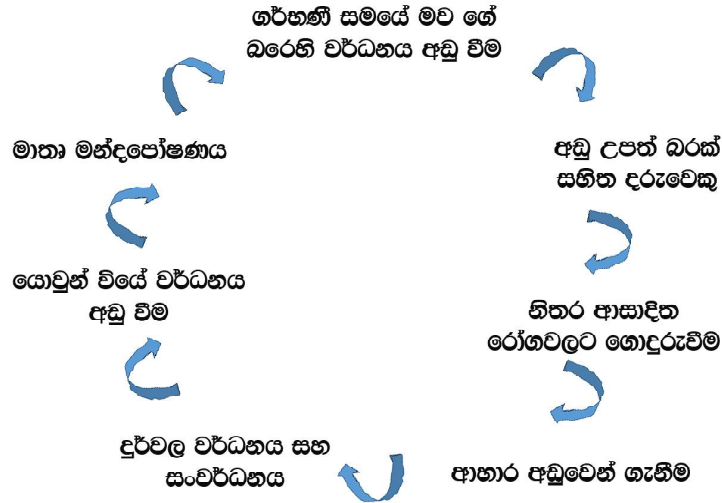 ගර්භණී සමයේ මව ගේ
බරෙහි වර්ධනය අඩු වීම
අඩු උපත් බරක්
සහිත දරුවෙකු
නිතර ආසාදිත
රෝගවලට ගොදුරුවීම
ආහාර අඩුවෙන් ගැනීම
දුර්වල වර්ධනය සහ
සංවර්ධනය
යොවුන් වියේ වර්ධනය
අඩු වීම
මාතෘ මන්දපෝෂණය